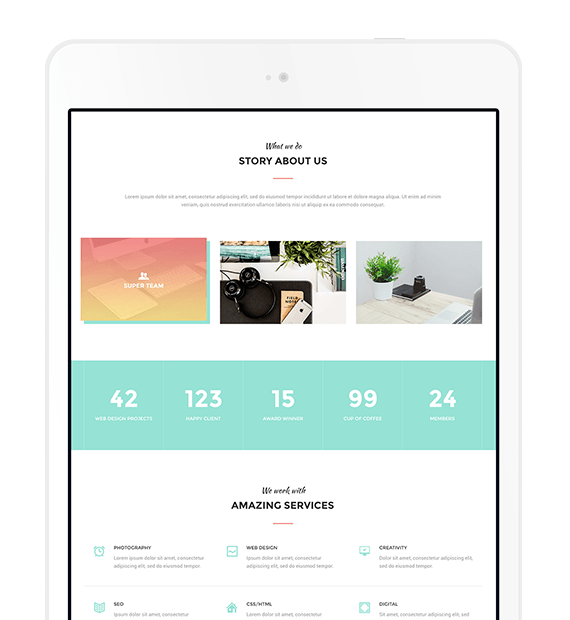 What we do
STORY ABOUT US
Lorem ipsum dolor sit amet, consectetur adipiscing elit, sed do eiusmod tempor incididunt ut labore et dolore magna aliqua. Ut enim ad minim
veniam, quis nostrud exercitation ullamco laboris nisi ut aliquip ex ea commodo consequat.
SUPER TEAM
FIELD NOTES
42
WEB DESIGN PROJECTS
123
HAPPY CLIENT
15
AWARD WINNER
99
CUP OF COFFEE
24
MEMBERS
We work with
AMAZING SERVICES
PHOTOGRAPHY
Lorem ipsum dolor sit amet, consectetur
adipiscing elit, sed do eiusmod tempor.
WEB DESIGN
Ipsum dolor sit amet, consectetur
adipiscing elit, sed do eiusmod tempor.
CREATIVITY
Dolor sit amet, consectetur adipiscing
elit, sed do eiusmod tempor.
SEO
Lorem ipsum dolor sit amet, consectetur
CSS/HTML
Ipsum dolor sit amet, consectetur
DIGITAL
Sit amet, consectetur adipiscing elit, sed